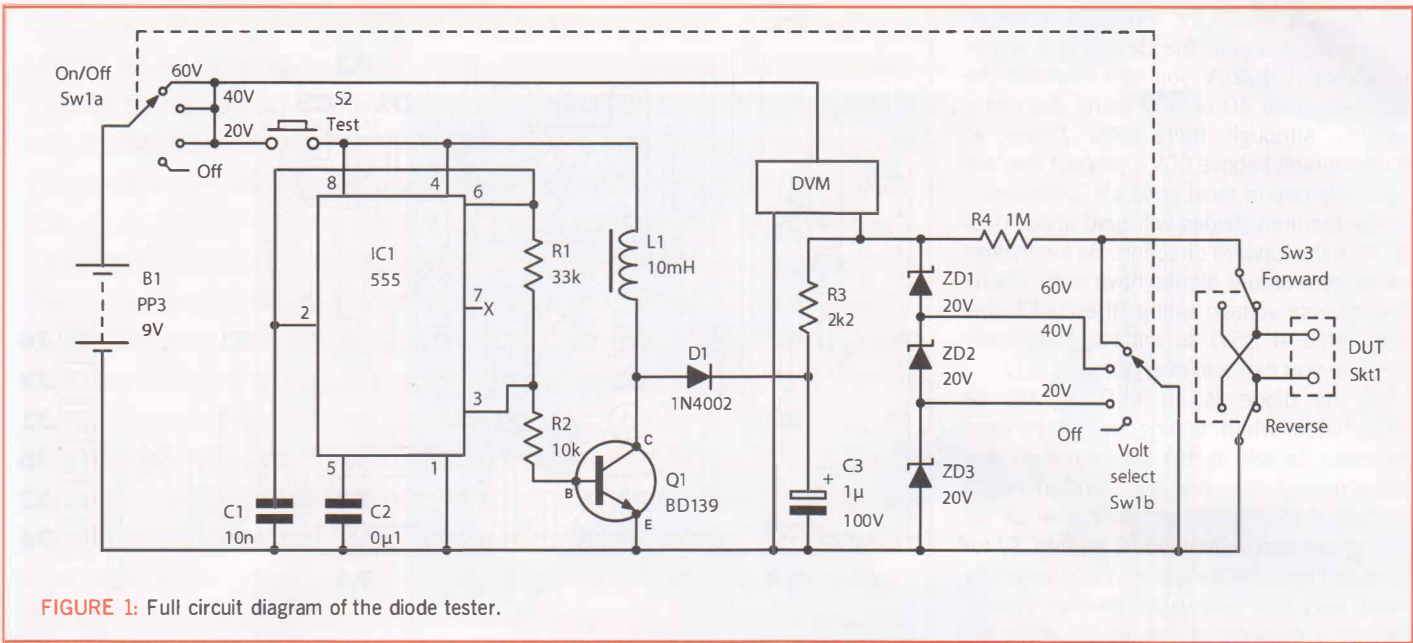 On/Off
Sw1a
60V
40V
20V
Off
S2
Test
8
4
6
DVM
R4 1M
IC1
555
R1
33k
L1
10mH
B1
PP3
9V
2
7
X
R3
2k2
ZD1
20V
60V
40V
Sw3
Forward
D1
1N4002
ZD2
20V
20V
DUT
Skt1
3
R2
10k
C
B
E
Q1
BD139
Off
Reverse
Volt
select
Sw1b
5
1
C1
10n
C2
0µ1
+
C3
1µ
100V
ZD3
20V
FIGURE 1: Full circuit diagram of the diode tester.